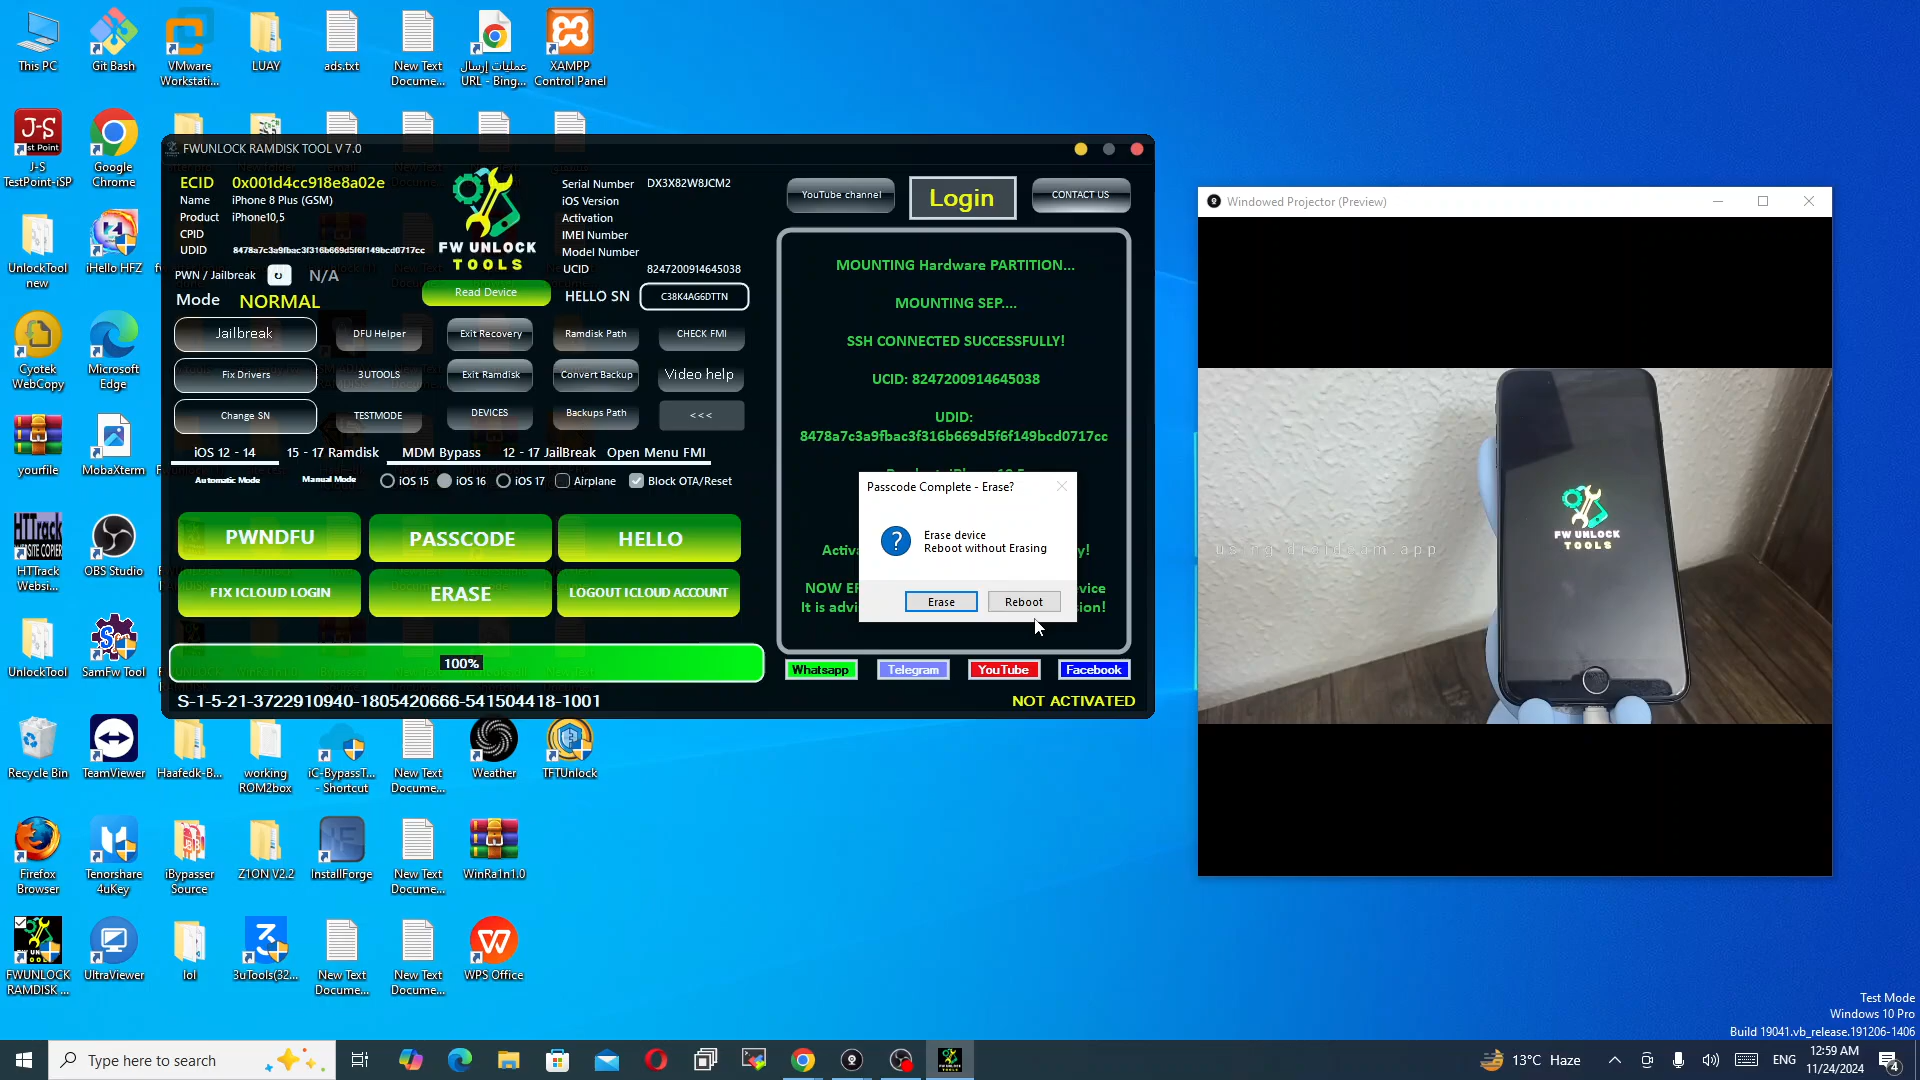 This PC
Git Bash
VMware
Workstati...
LUAY
ads.txt
New Text
Docume...
عمليات إرسال
URL - Bing...
XAMPP
Control Panel
J-S
TestPoint-iSP
Google
Chrome
UnlockTool
new
iHello HFZ
Cyotek
WebCopy
Microsoft
Edge
yourfile
MobaXterm
HTTrack
Websi...
OBS Studio
UnlockTool
SamFw Tool
Recycle Bin
TeamViewer
Haafedk-B...
working
ROM2box
iC-BypassT...
- Shortcut
New Text
Docume...
Weather
TFTUnlock
Firefox
Browser
Tenorshare
4uKey
iBypasser
Source
Z1ON V2.2
InstallForge
New Text
Docume...
WinRa1n1.0
FWUNLOCK
RAMDISK ...
UltraViewer
lol
3uTools(32...
New Text
Docume...
New Text
Docume...
WPS Office
FWUNLOCK RAMDISK TOOL V 7.0
ECID 0x001d4cc918e8a02e
Name iPhone 8 Plus (GSM)
Product iPhone10,5
CPID
UDID 8478a7c3a9fbac3f316b669d5f6f149bcd0717cc
PWN / Jailbreak N/A
Mode NORMAL
FW UNLOCK
TOOLS
Read Device
Serial Number DX3X82W8JCM2
iOS Version
Activation
IMEI Number
Model Number
UCID 8247200914645038
HELLO SN C38K4AG6DTTN
YouTube channel
Login
CONTACT US
Jailbreak
DFU Helper
Exit Recovery
Ramdisk Path
CHECK FMI
Fix Drivers
3UTOOLS
Exit Ramdisk
Convert Backup
Video help
Change SN
TESTMODE
DEVICES
Backups Path
<<<
iOS 12 - 14
15 - 17 Ramdisk
MDM Bypass
12 - 17 JailBreak
Open Menu FMI
Automatic Mode
Manual Mode
iOS 15
iOS 16
iOS 17
Airplane
Block OTA/Reset
PWNDFU
PASSCODE
HELLO
FIX ICLOUD LOGIN
ERASE
LOGOUT ICLOUD ACCOUNT
100%
S-1-5-21-3722910940-1805420666-541504418-1001
NOT ACTIVATED
MOUNTING Hardware PARTITION...
MOUNTING SEP....
SSH CONNECTED SUCCESSFULLY!
UCID: 8247200914645038
UDID:
8478a7c3a9fbac3f316b669d5f6f149bcd0717cc
Whatsapp
Telegram
YouTube
Facebook
Passcode Complete - Erase?
Erase device
Reboot without Erasing
Erase
Reboot
Windowed Projector (Preview)
FW UNLOCK
TOOLS
Test Mode
Windows 10 Pro
Build 19041.vb_release.191206-1406
Type here to search
13°C Haze
ENG
12:59 AM
11/24/2024
4